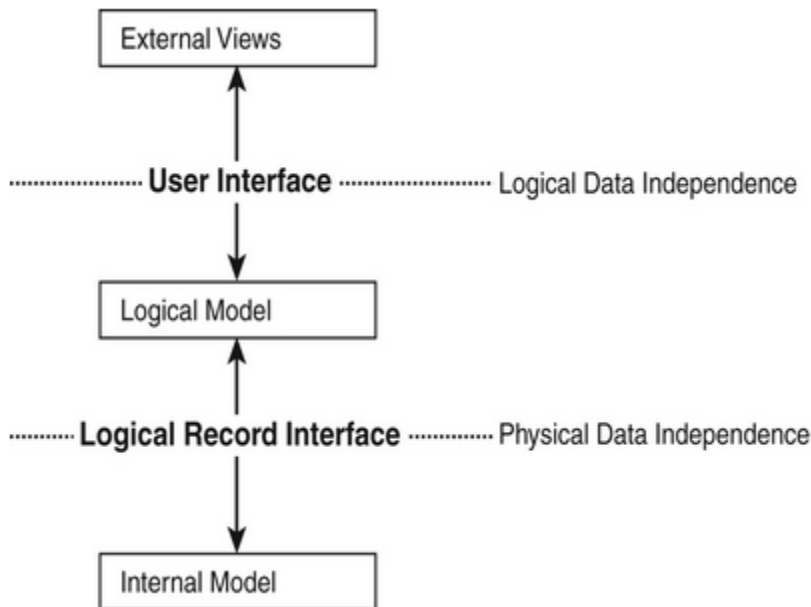 External Views
User Interface
Logical Data Independence
Logical Model
Logical Record Interface
Physical Data Independence
Internal Model